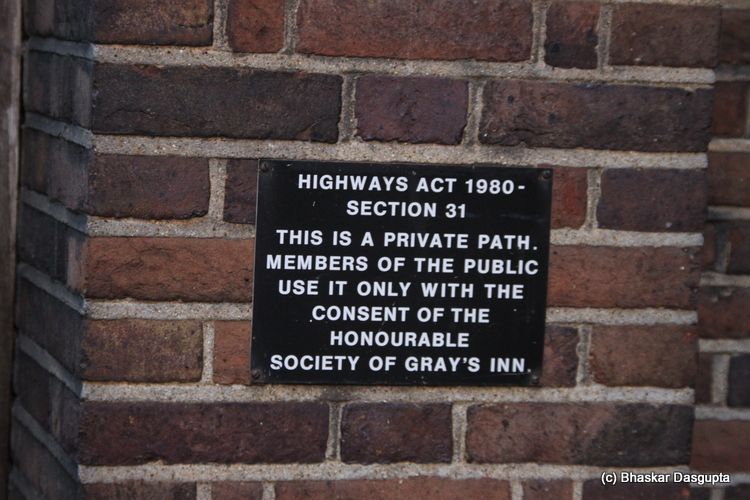 HIGHWAYS ACT 1980-
SECTION 31
THIS IS A PRIVATE PATH.
MEMBERS OF THE PUBLIC
USE IT ONLY WITH THE
CONSENT OF THE
HONOURABLE
SOCIETY OF GRAY'S INN.
(c) Bhaskar Dasgupta